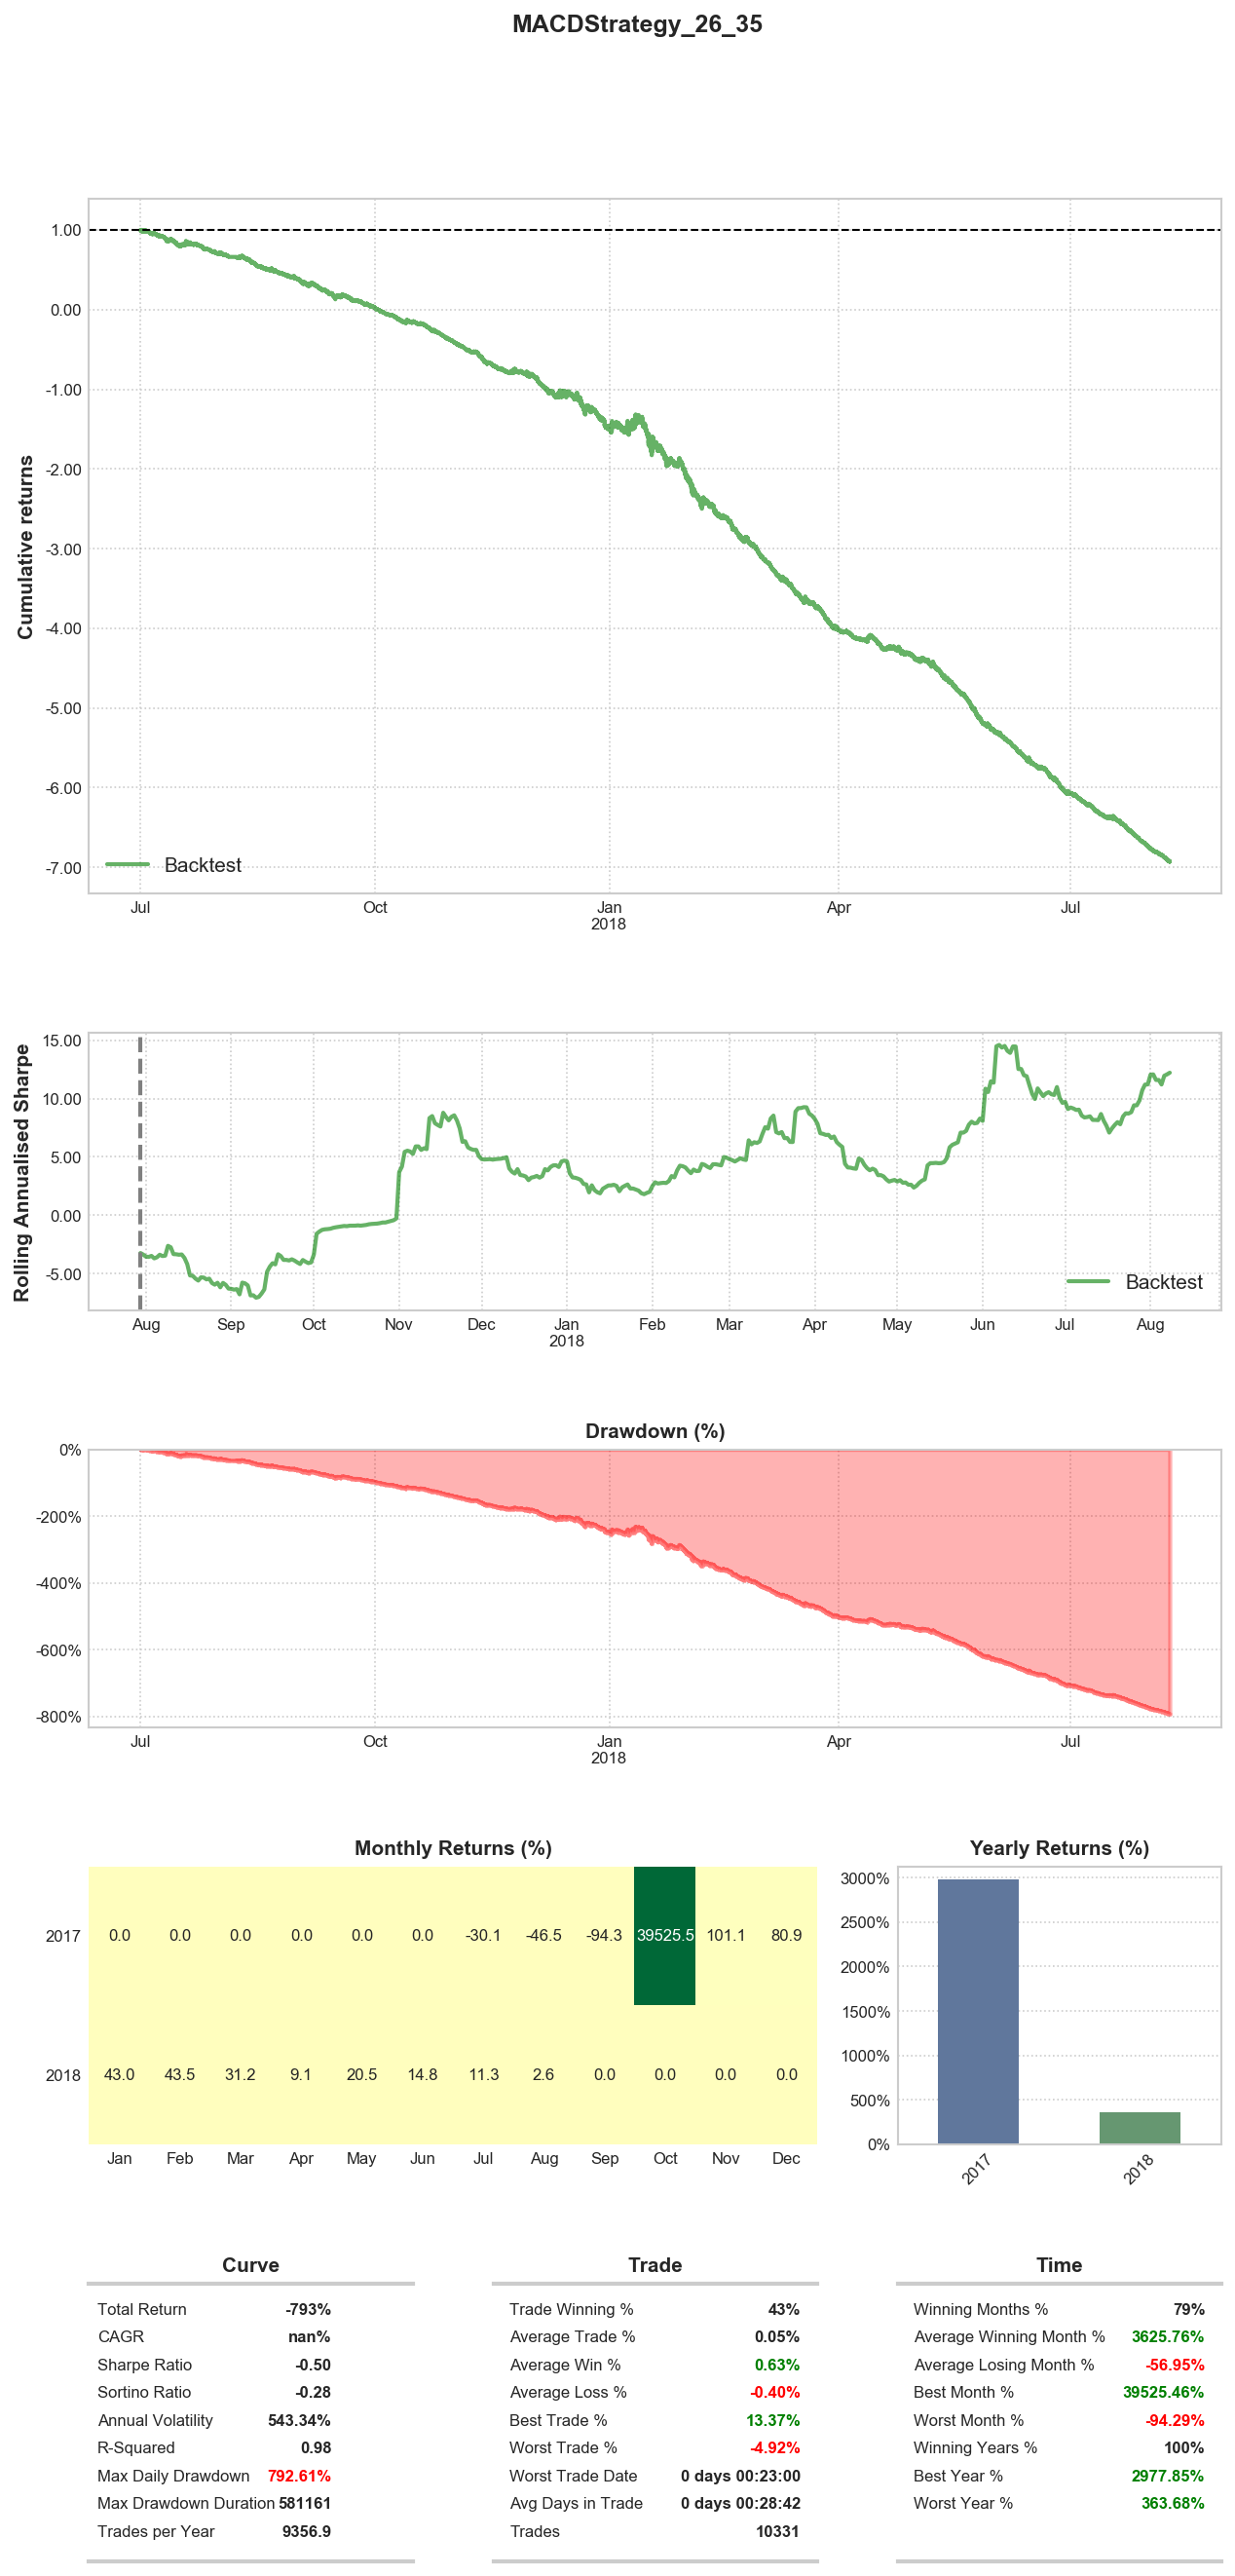 MACDStrategy_26_35
Cumulative returns
1.00
0.00
-1.00
-2.00
-3.00
-4.00
-5.00
-6.00
-7.00
Backtest
Jul Oct Jan Apr Jul
2018
Rolling Annualised Sharpe
15.00
10.00
5.00
0.00
-5.00
Backtest
Aug Sep Oct Nov Dec Jan Feb Mar Apr May Jun Jul Aug
2018
Drawdown (%)
0%
-200%
-400%
-600%
-800%
Jul Oct Jan Apr Jul
2018
Monthly Returns (%)
2017 0.0 0.0 0.0 0.0 0.0 0.0 -30.1 -46.5 -94.3 39525.5 101.1 80.9
2018 43.0 43.5 31.2 9.1 20.5 14.8 11.3 2.6 0.0 0.0 0.0 0.0
Jan Feb Mar Apr May Jun Jul Aug Sep Oct Nov Dec
Yearly Returns (%)
3000%
2500%
2000%
1500%
1000%
500%
0%
2017 2018
Curve
Total Return -793%
CAGR nan%
Sharpe Ratio -0.50
Sortino Ratio -0.28
Annual Volatility 543.34%
R-Squared 0.98
Max Daily Drawdown 792.61%
Max Drawdown Duration 581161
Trades per Year 9356.9
Trade
Trade Winning % 43%
Average Trade % 0.05%
Average Win % 0.63%
Average Loss % -0.40%
Best Trade % 13.37%
Worst Trade % -4.92%
Worst Trade Date 0 days 00:23:00
Avg Days in Trade 0 days 00:28:42
Trades 10331
Time
Winning Months % 79%
Average Winning Month % 3625.76%
Average Losing Month % -56.95%
Best Month % 39525.46%
Worst Month % -94.29%
Winning Years % 100%
Best Year % 2977.85%
Worst Year % 363.68%